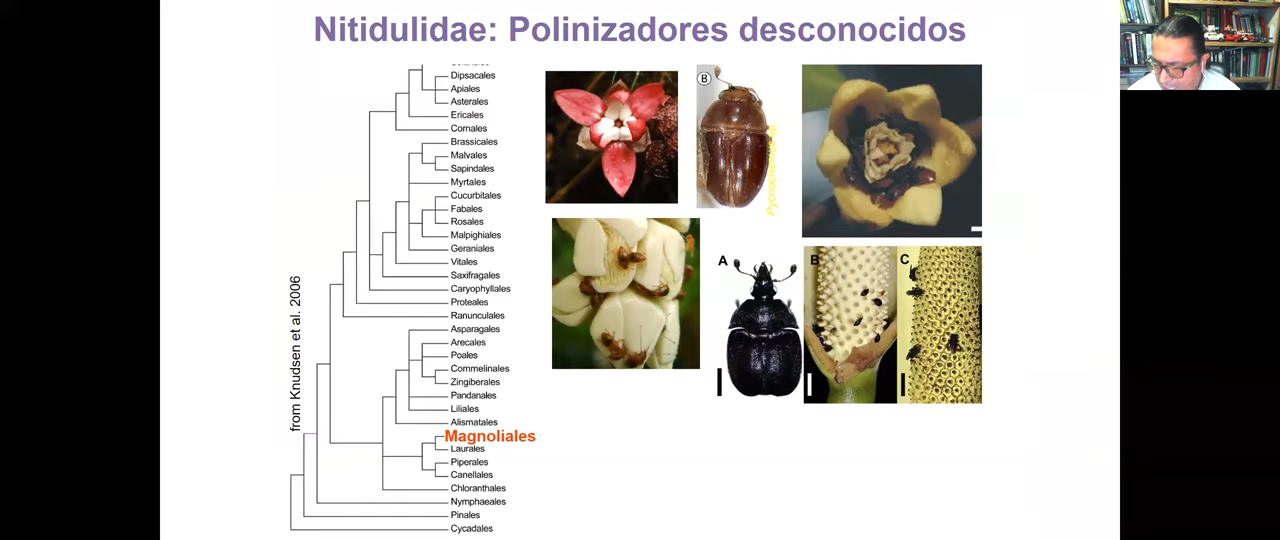 Nitidulidae: Polinizadores desconocidos
Dipsacales
Apiales
Asterales
Ericales
Cornales
Brassicales
Malvales
Sapindales
Myrtales
Cucurbitales
Fabales
Rosales
Malpighiales
Geraniales
Vitales
Saxifragales
Caryophyllales
Proteales
Ranunculales
Asparagales
Arecales
Poales
Commelinales
Zingiberales
Pandanales
Liliales
Alismatales
Magnoliales
Laurales
Piperales
Canellales
Chloranthales
Nymphaeales
Pinales
Cycadales
from Knudsen et al. 2006
B
A
B
C